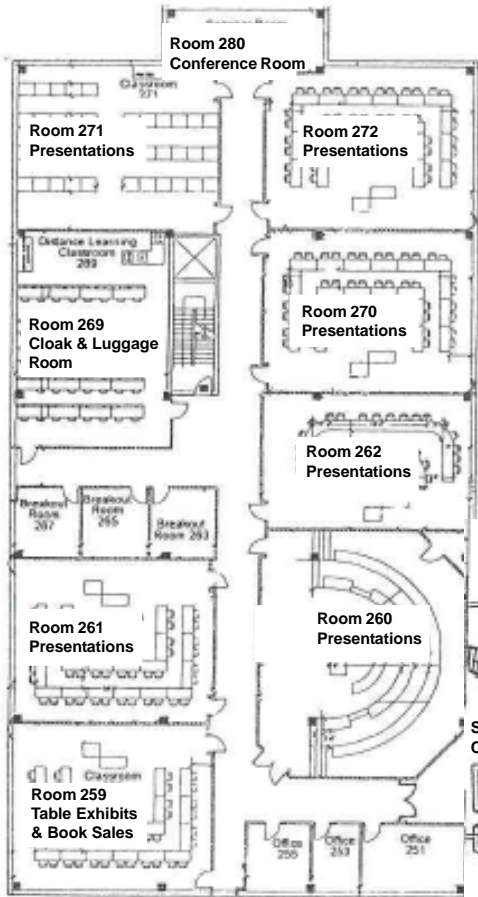 Room 280
Conference Room
Classroom
271
Room 271
Presentations
Room 272
Presentations
Distance Learning
Classroom
269
Room 269
Cloak & Luggage
Room
Room 270
Presentations
Room 262
Presentations
Breakout
Room
267
Breakout
Room
265
Breakout
Room 263
Room 261
Presentations
Room 260
Presentations
Classroom
Room 259
Table Exhibits
& Book Sales
Office
255
Office
253
Office
251
S
C